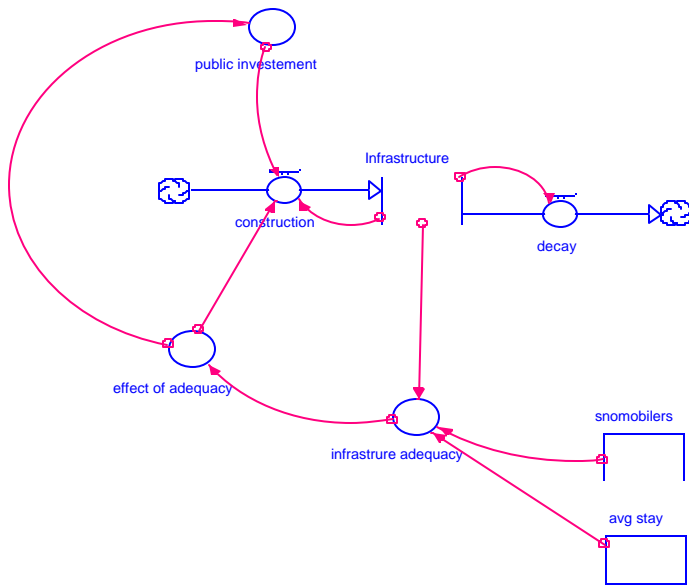 public investement
Infrastructure
construction
decay
effect of adequacy
snomobilers
infrastrure adequacy
avg stay